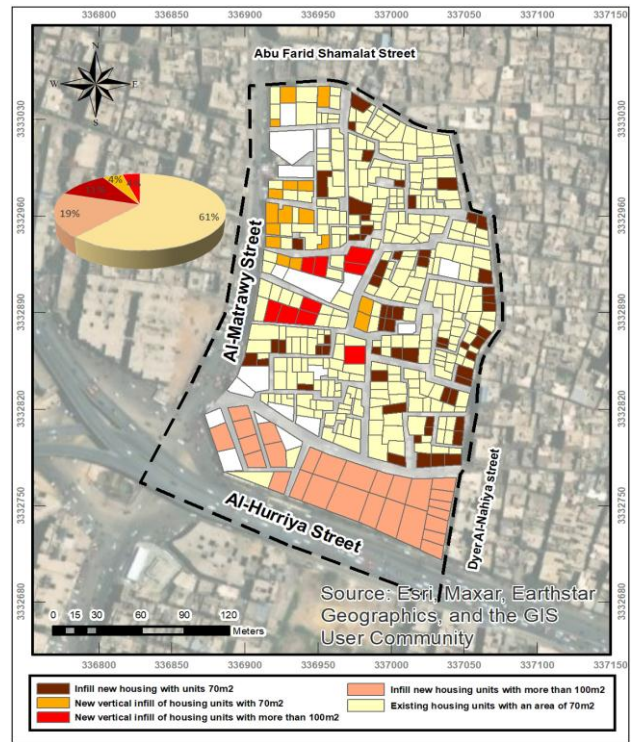 336800 336850 336900 336950 337000 337050 337100 337150
Abu Farid Shamalat Street
N
W E
S
3333030
3333030
4%
61%
19%
3332960
3332960
Al-Matrawy Street
3332890
3332890
3332820
3332820
3332750
3332750
Al-Hurriya Street
Dyer Al-Nahiya street
3332680
3332680
Source: Esri, Maxar, Earthstar
Geographics, and the GIS
User Community
0 15 30 60 90 120
Meters
336800 336850 336900 336950 337000 337050 337100 337150
Infill new housing with units 70m2
New vertical infill of housing units with 70m2
New vertical infill of housing units with more than 100m2
Infill new housing units with more than 100m2
Existing housing units with an area of 70m2